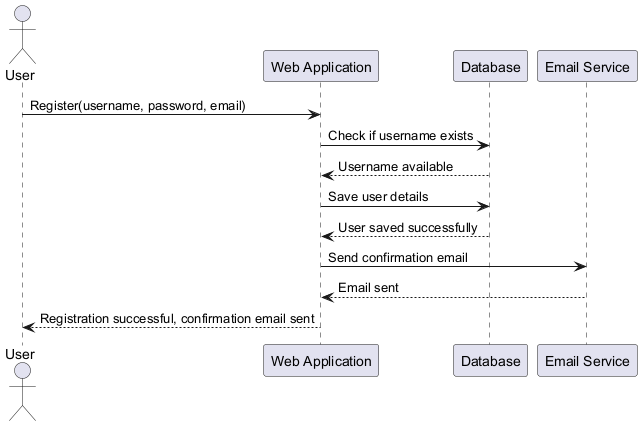 User
Web Application
Database
Email Service
Register(username, password, email)
Check if username exists
Username available
Save user details
User saved successfully
Send confirmation email
Email sent
Registration successful, confirmation email sent
User
Web Application
Database
Email Service